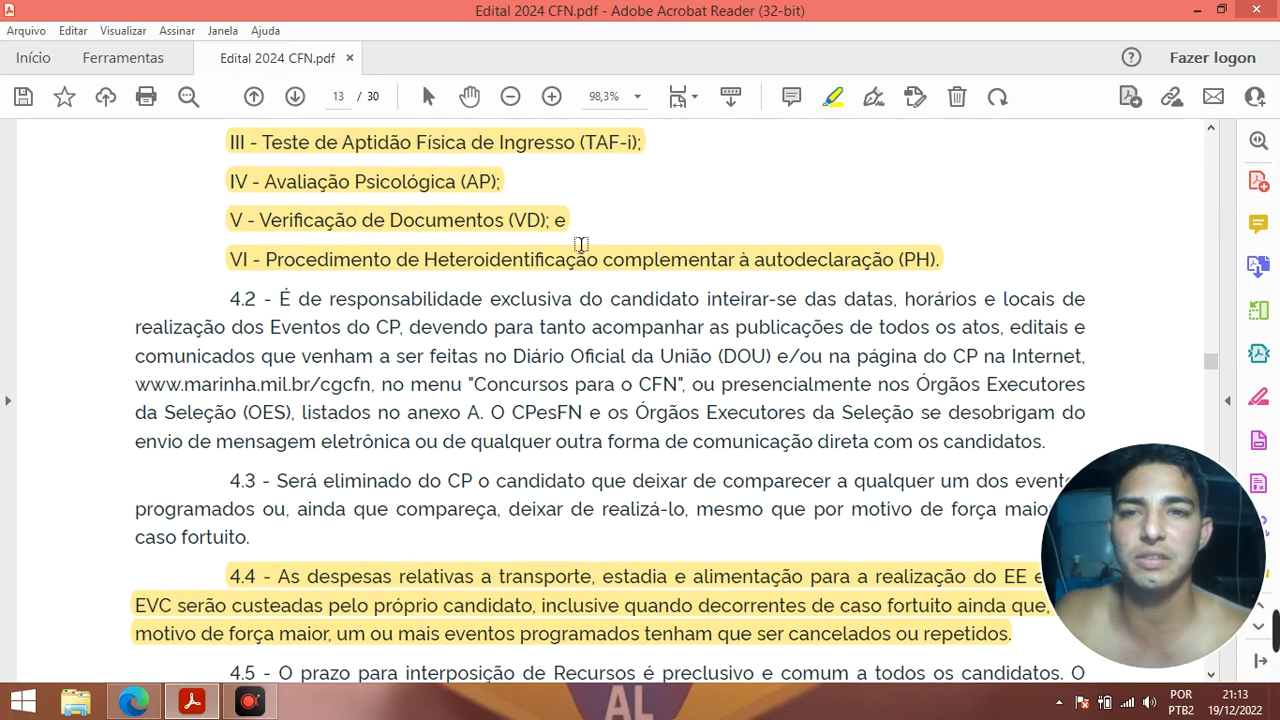 Edital 2024 CFN.pdf - Adobe Acrobat Reader (32-bit)
Arquivo Editar Visualizar Assinar Janela Ajuda
Início Ferramentas Edital 2024 CFN.pdf × Fazer logon
13 / 30 98,3%
III - Teste de Aptidão Física de Ingresso (TAF-i);
IV - Avaliação Psicológica (AP);
V - Verificação de Documentos (VD); e
VI - Procedimento de Heteroidentificação complementar à autodeclaração (PH).
4.2 - É de responsabilidade exclusiva do candidato inteirar-se das datas, horários e locais de
realização dos Eventos do CP, devendo para tanto acompanhar as publicações de todos os atos, editais e
comunicados que venham a ser feitas no Diário Oficial da União (DOU) e/ou na página do CP na Internet,
www.marinha.mil.br/cgcfn, no menu "Concursos para o CFN", ou presencialmente nos Órgãos Executores
da Seleção (OES), listados no anexo A. O CPesFN e os Órgãos Executores da Seleção se desobrigam do
envio de mensagem eletrônica ou de qualquer outra forma de comunicação direta com os candidatos.
4.3 - Será eliminado do CP o candidato que deixar de comparecer a qualquer um dos
programados ou, ainda que compareça, deixar de realizá-lo, mesmo que por motivo de força
caso fortuito.
4.4 - As despesas relativas a transporte, estadia e alimentação para a realização do EE
EVC serão custeadas pelo próprio candidato, inclusive quando decorrentes de caso fortuito ainda que,
motivo de força maior, um ou mais eventos programados tenham que ser cancelados ou repetidos.
4.5 - O prazo para interposição de Recursos é preclusivo e comum a todos os candidatos. O
AL
POR 21:13
PTB2 19/12/2022